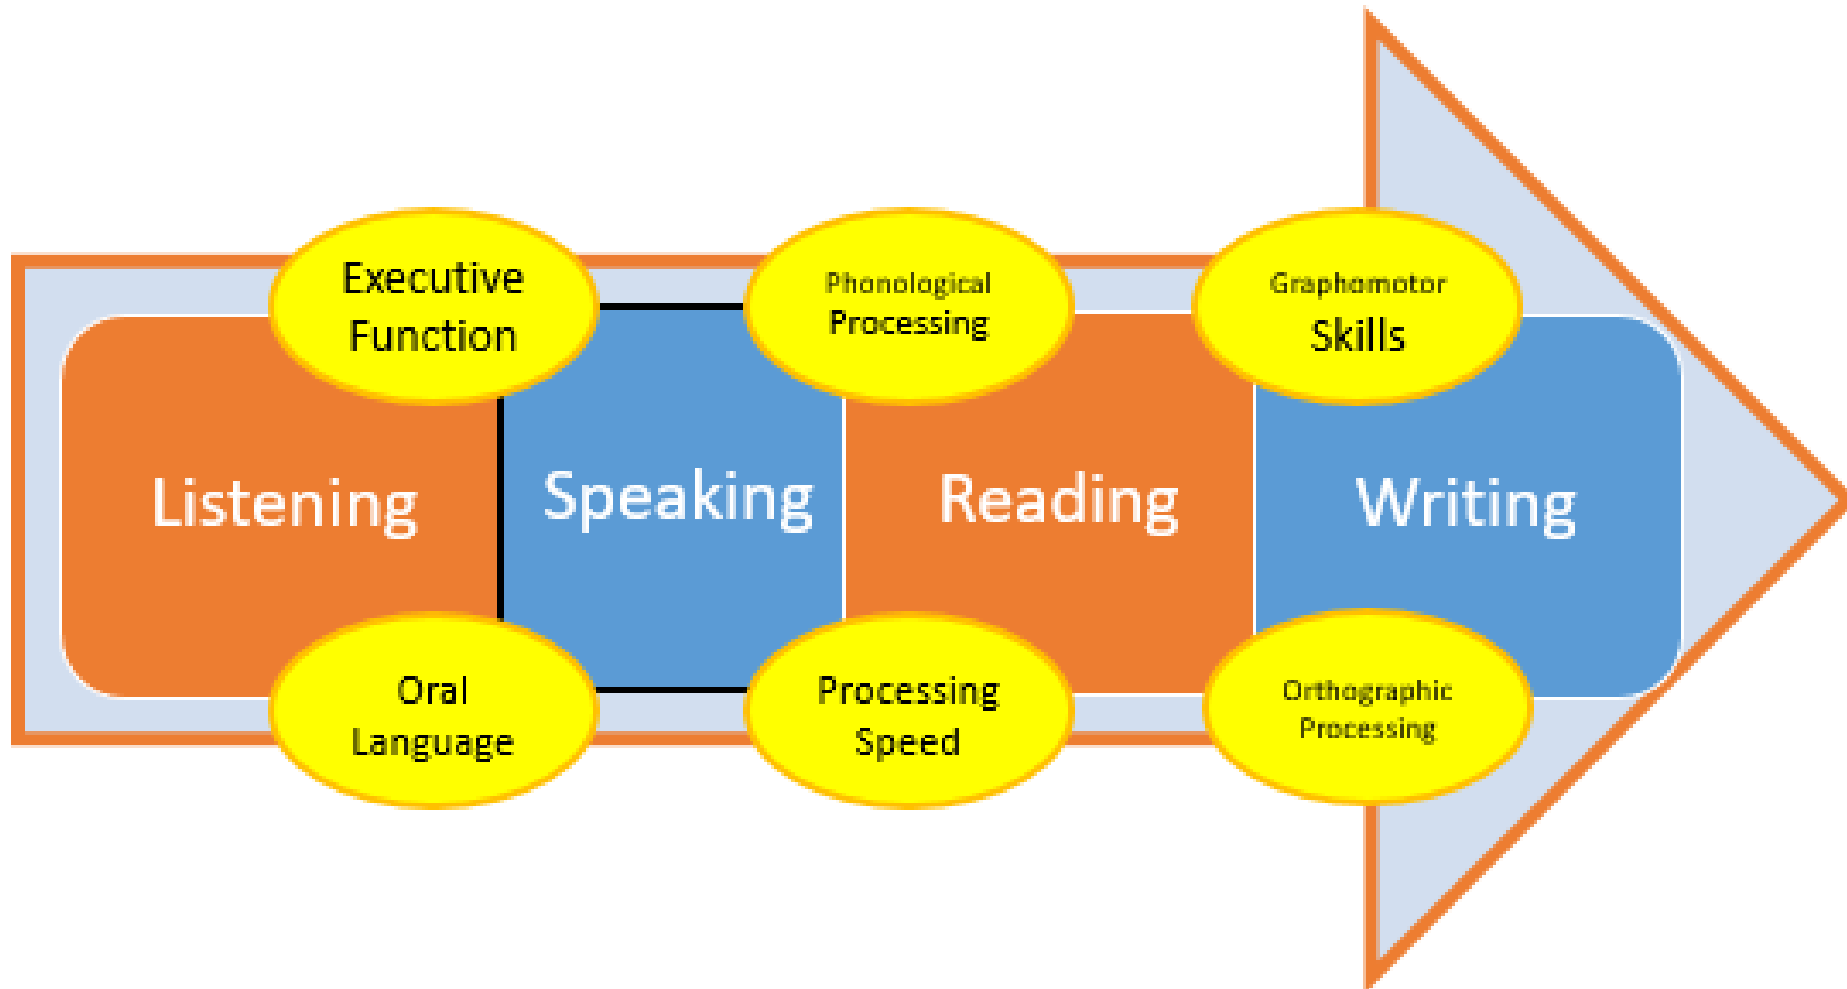 Executive
Function
Phonological
Processing
Graphomotor
Skills
Listening
Speaking
Reading
Writing
Oral
Language
Processing
Speed
Orthographic
Processing